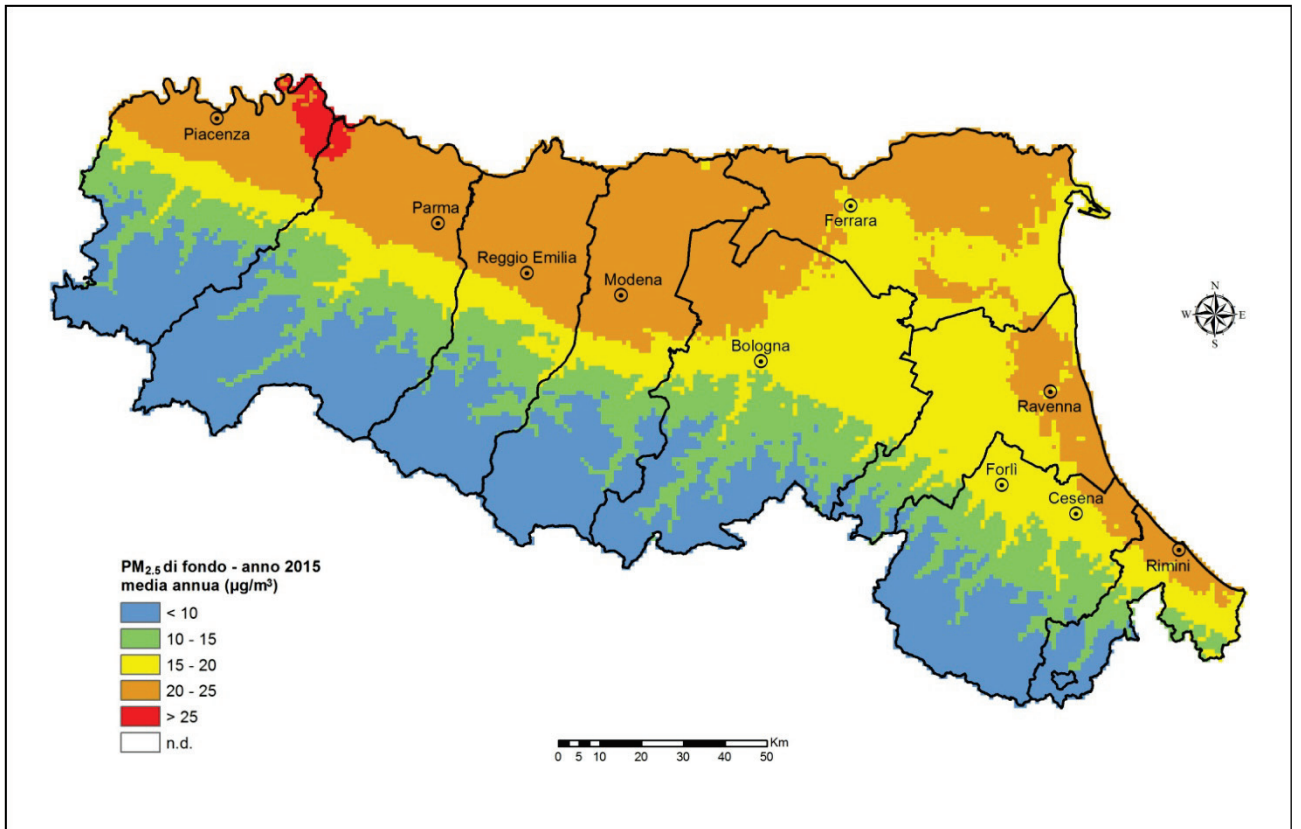 Piacenza
Parma
Ferrara
Reggio Emilia
Modena
N
W E
S
Bologna
Ravenna
Forlì
Cesena
Rimini
PM2.5 di fondo - anno 2015
media annua (µg/m³)
< 10
10 - 15
15 - 20
20 - 25
> 25
n.d.
Km
0 5 10 20 30 40 50